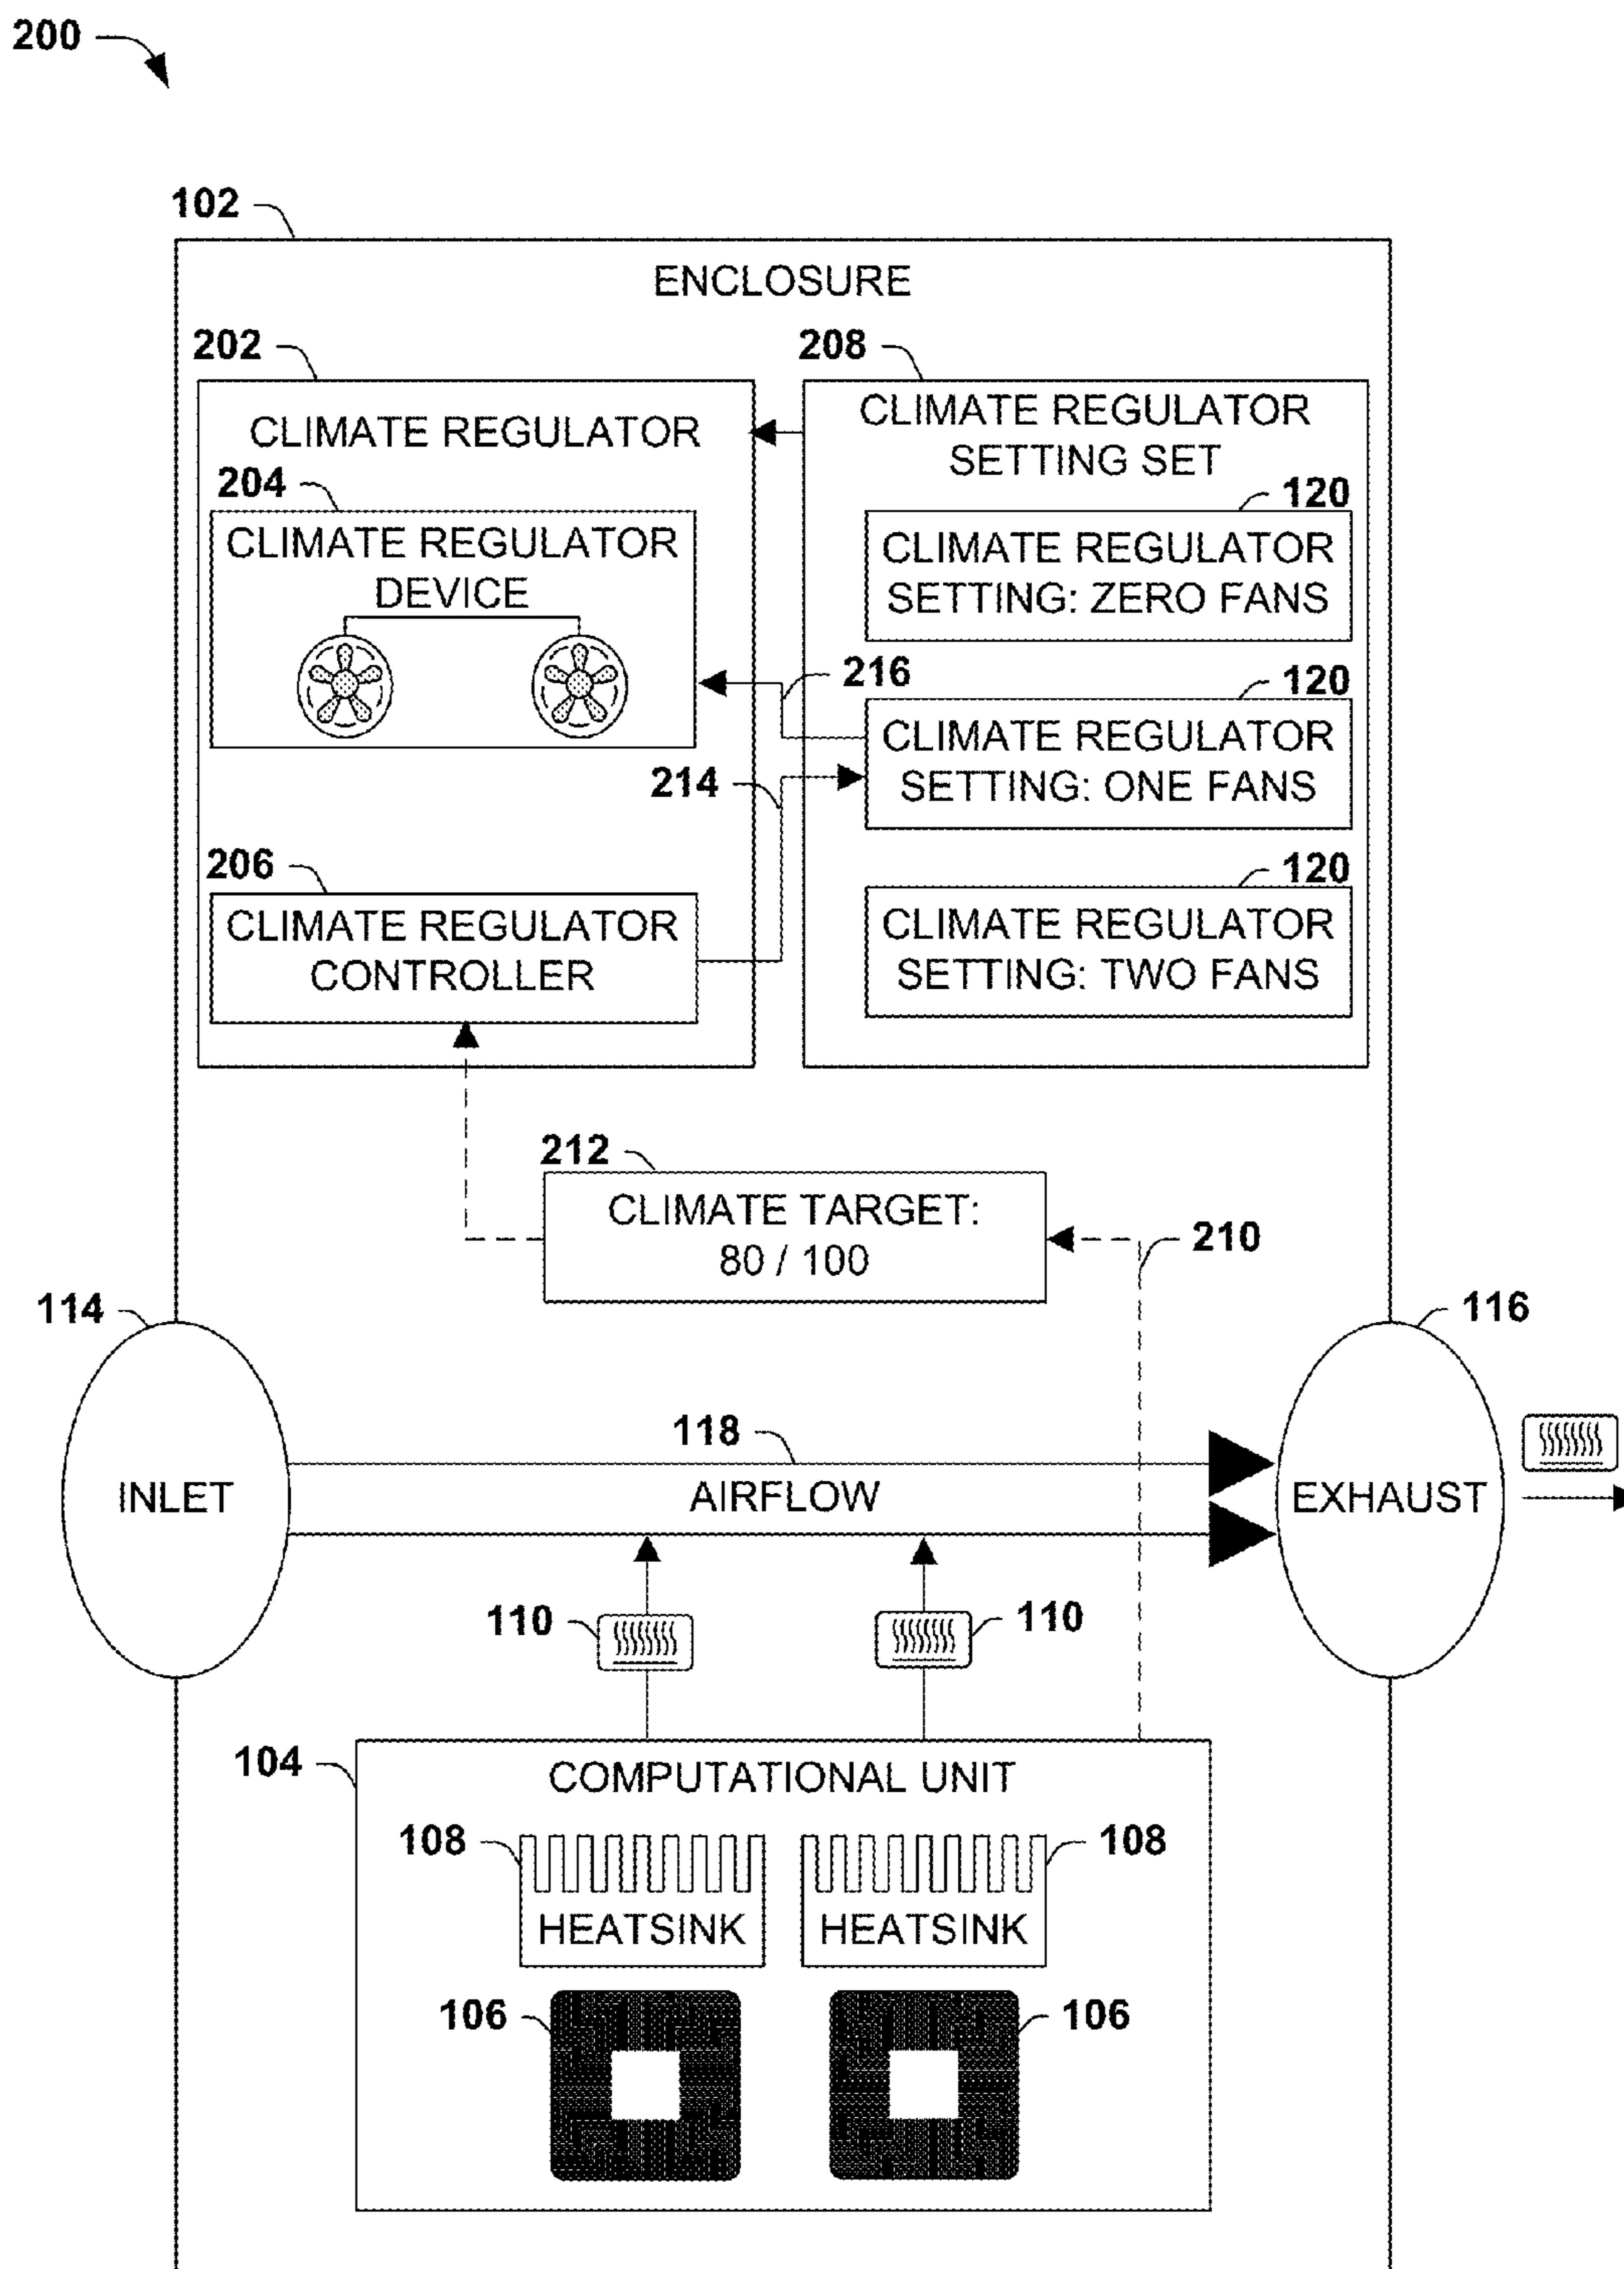 200
102
ENCLOSURE
202
208
CLIMATE REGULATOR
CLIMATE REGULATOR
SETTING SET
204
120
CLIMATE REGULATOR
DEVICE
CLIMATE REGULATOR
SETTING: ZERO FANS
216
120
CLIMATE REGULATOR
SETTING: ONE FANS
214
206
120
CLIMATE REGULATOR
CONTROLLER
CLIMATE REGULATOR
SETTING: TWO FANS
212
CLIMATE TARGET:
80 / 100
210
114
116
118
INLET
AIRFLOW
EXHAUST
110
110
104
COMPUTATIONAL UNIT
108
108
HEATSINK
HEATSINK
106
106